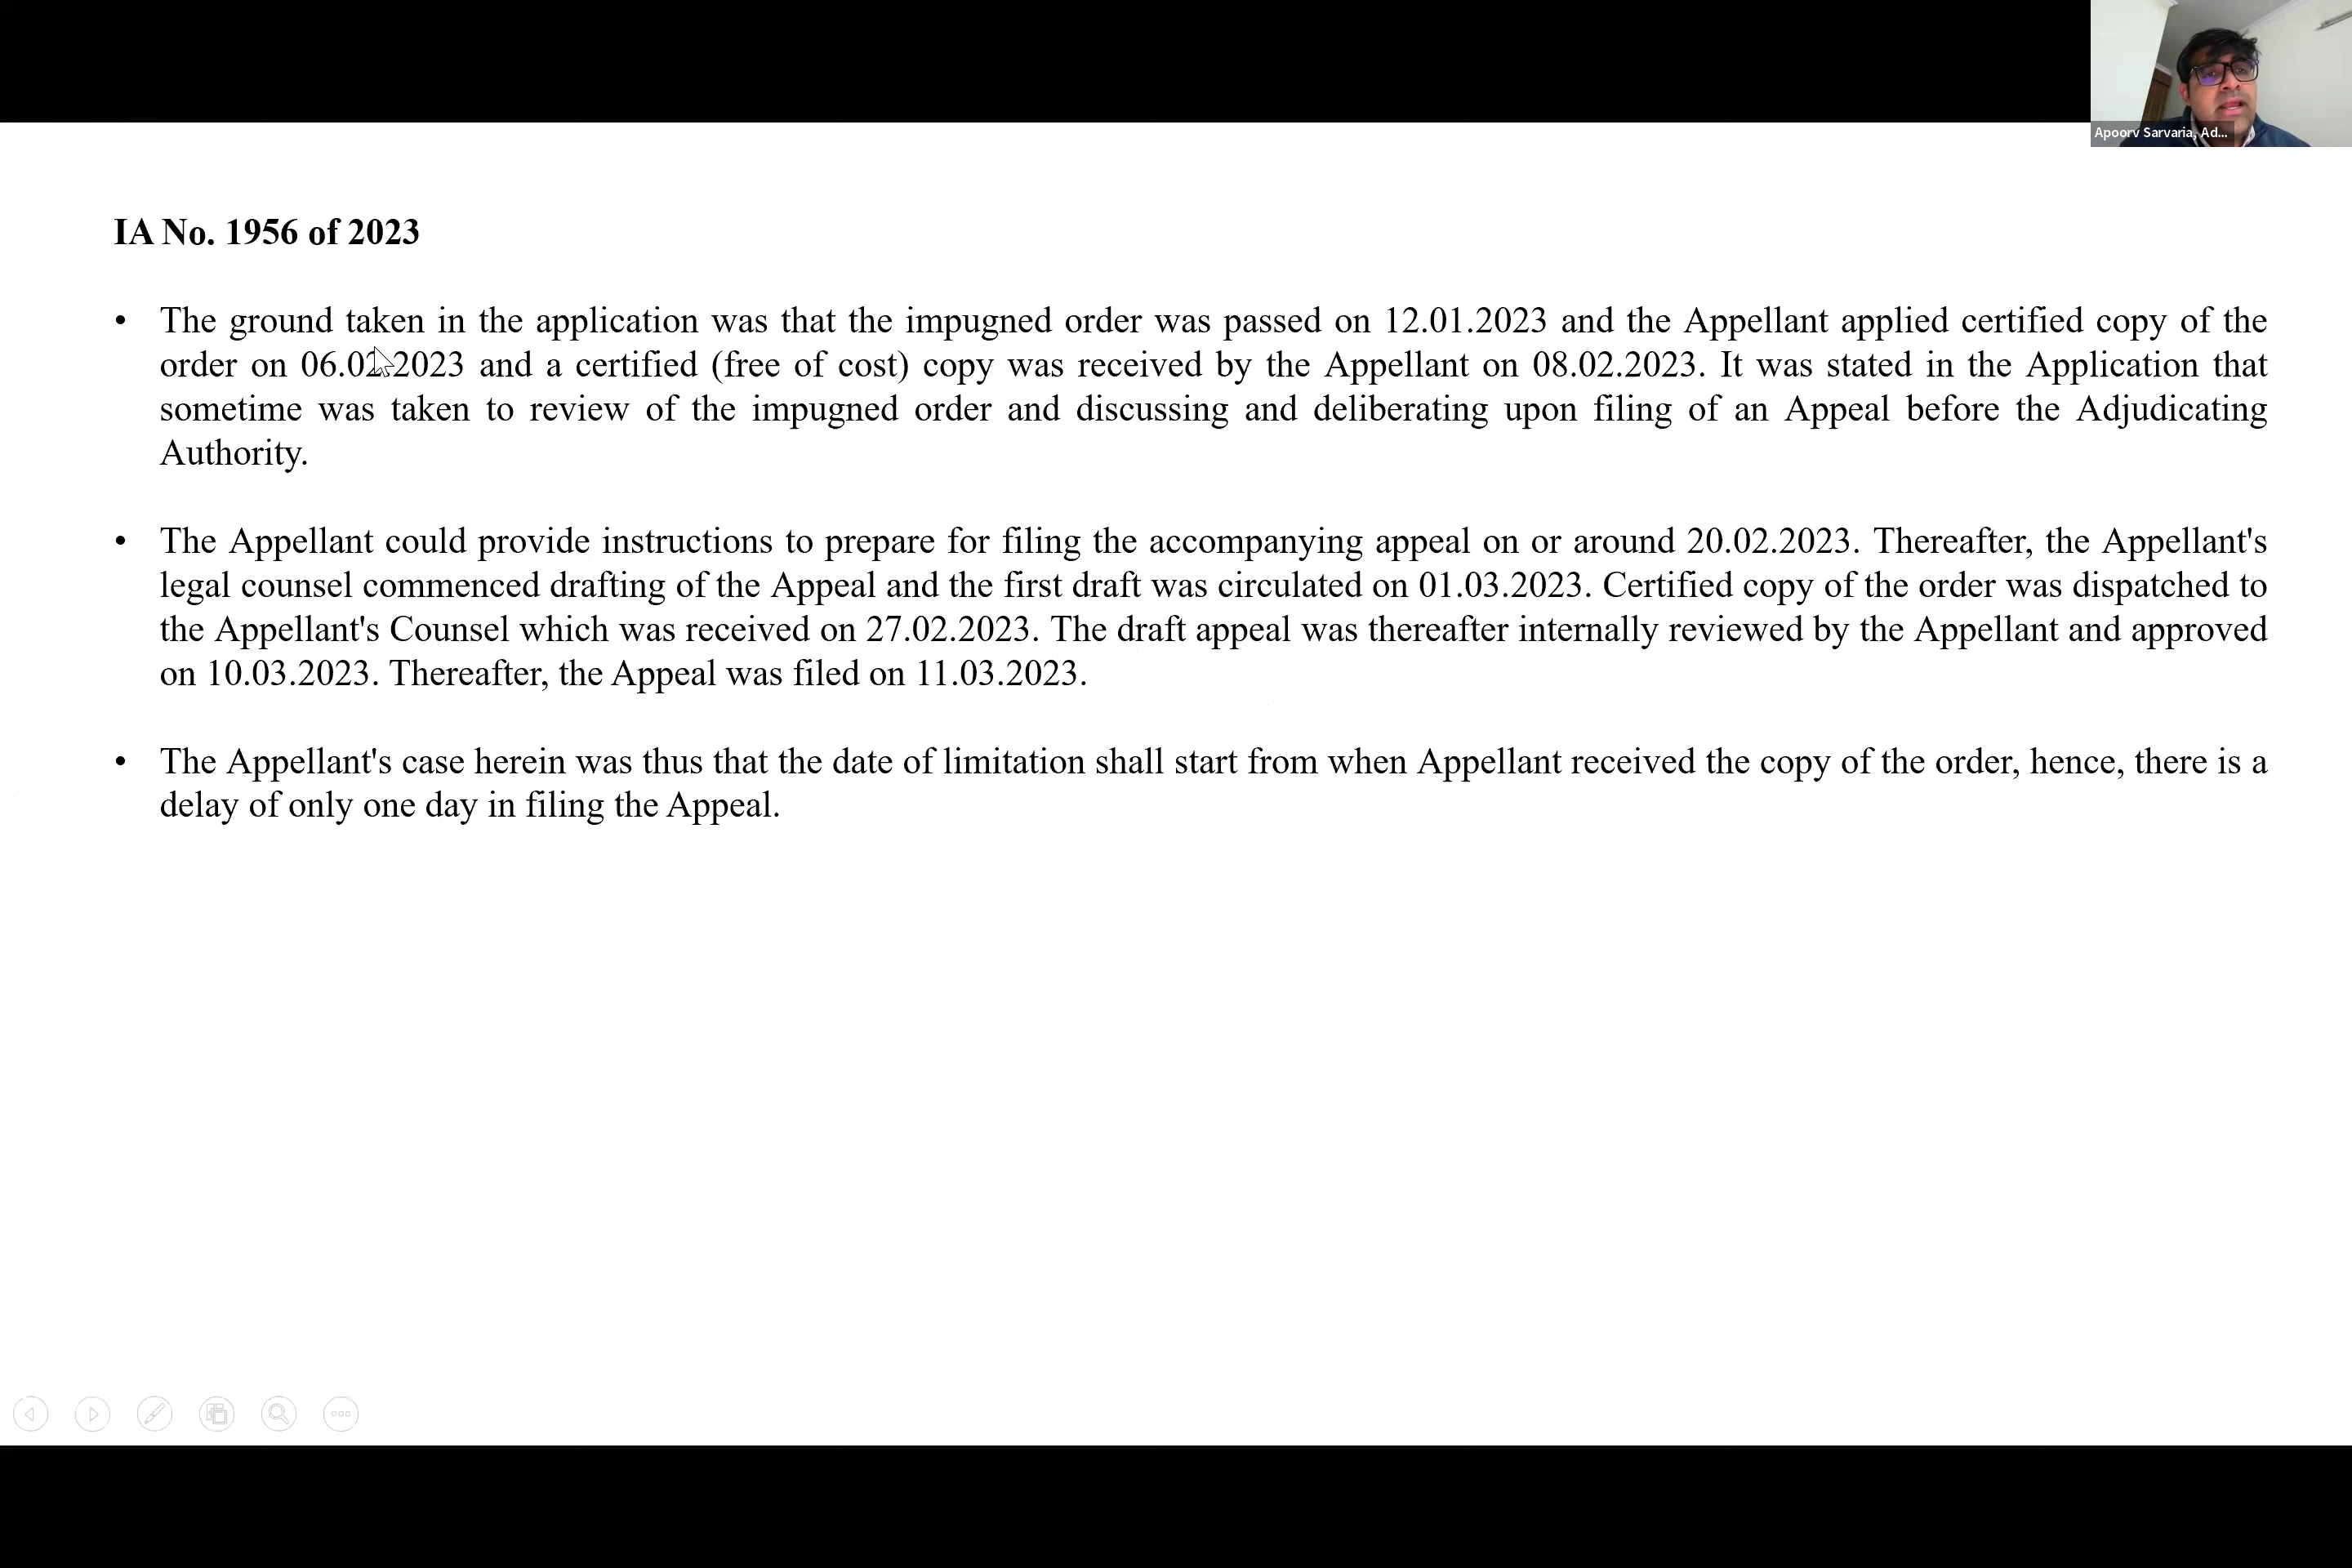 Apoorv Sarvaria, Ad...
IA No. 1956 of 2023
• The ground taken in the application was that the impugned order was passed on 12.01.2023 and the Appellant applied certified copy of the
order on 06.02.2023 and a certified (free of cost) copy was received by the Appellant on 08.02.2023. It was stated in the Application that
sometime was taken to review of the impugned order and discussing and deliberating upon filing of an Appeal before the Adjudicating
Authority.
• The Appellant could provide instructions to prepare for filing the accompanying appeal on or around 20.02.2023. Thereafter, the Appellant's
legal counsel commenced drafting of the Appeal and the first draft was circulated on 01.03.2023. Certified copy of the order was dispatched to
the Appellant's Counsel which was received on 27.02.2023. The draft appeal was thereafter internally reviewed by the Appellant and approved
on 10.03.2023. Thereafter, the Appeal was filed on 11.03.2023.
• The Appellant's case herein was thus that the date of limitation shall start from when Appellant received the copy of the order, hence, there is a
delay of only one day in filing the Appeal.